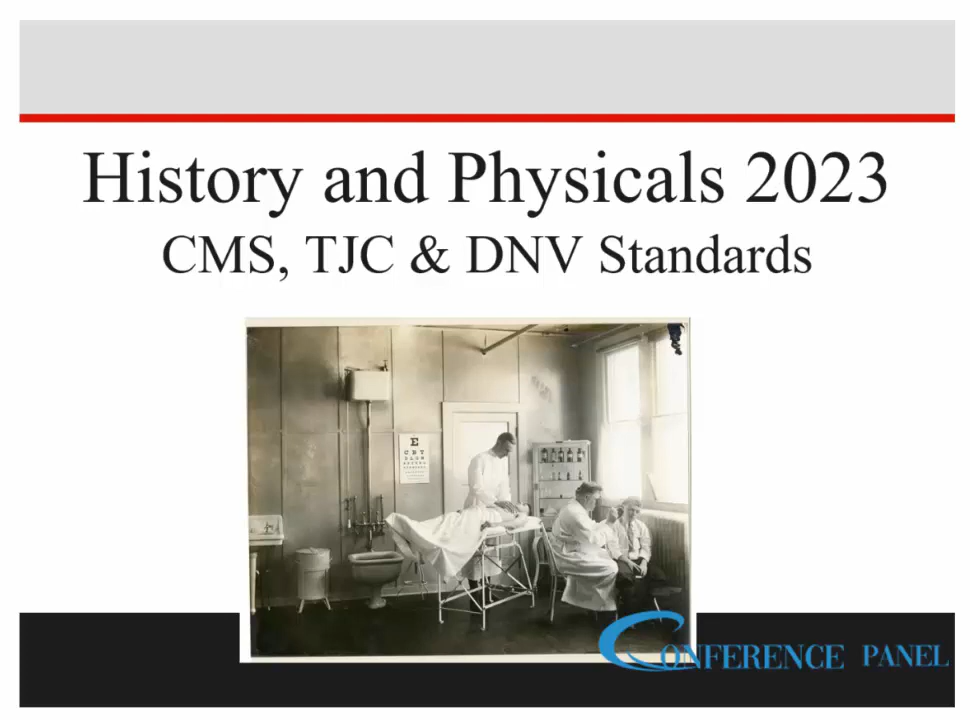 History and Physicals 2023
CMS, TJC & DNV Standards
E
CONFERENCE PANEL